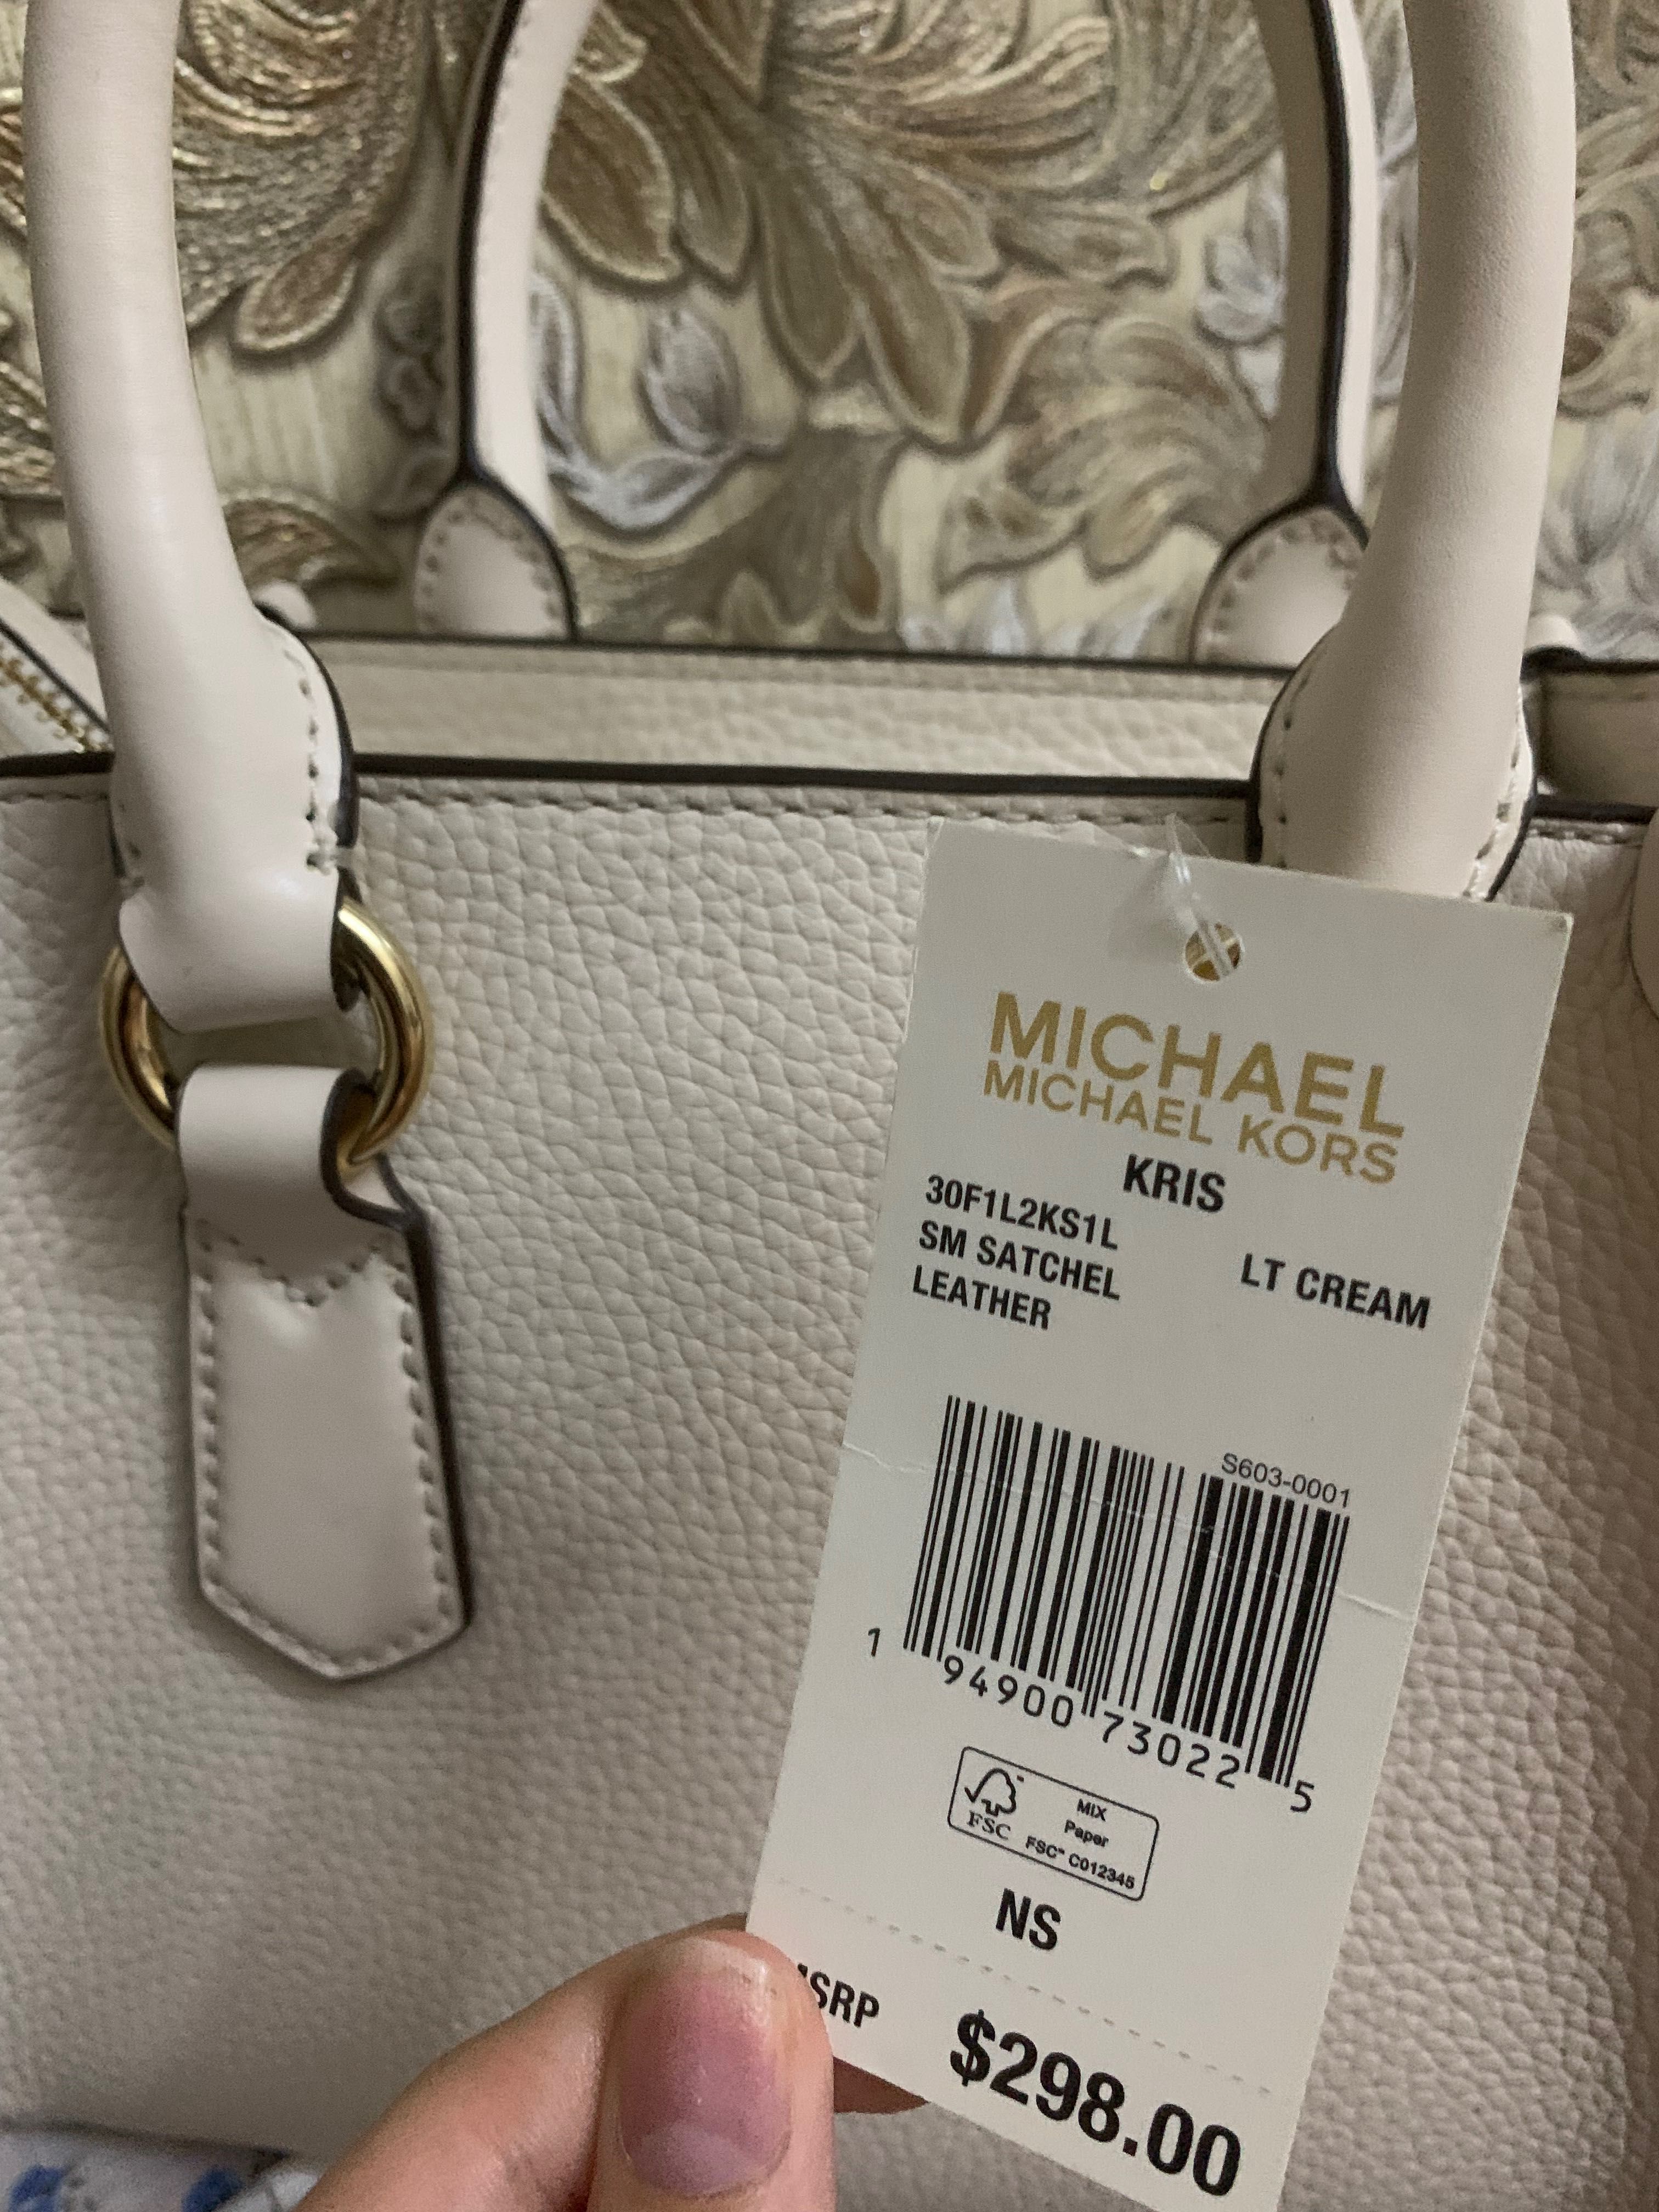 MICHAEL
MICHAEL KORS
KRIS
30F1L2KS1L
SM SATCHEL
LT CREAM
LEATHER
S603-0001
1 94900 73022 5
MIX
Paper
FSC™ C012345
FSC
NS
SRP $298.00